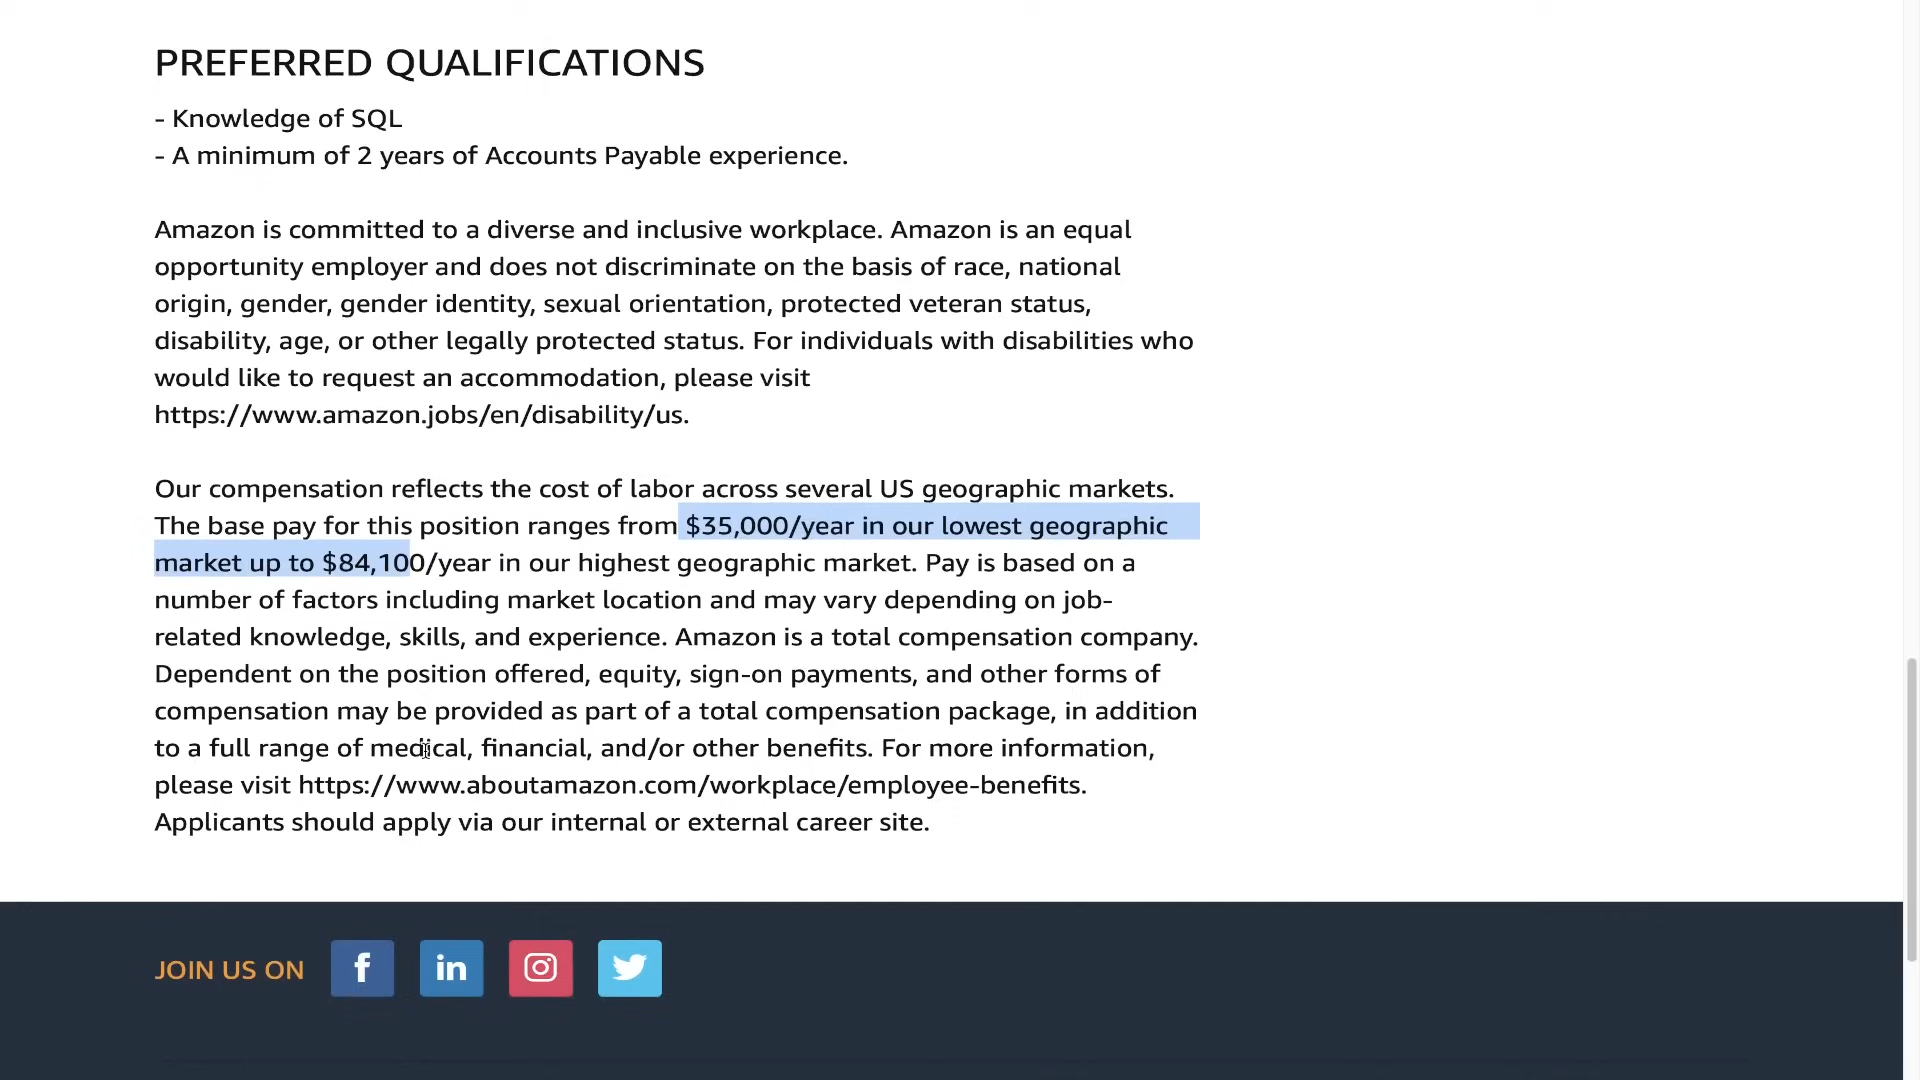 PREFERRED QUALIFICATIONS
- Knowledge of SQL
- A minimum of 2 years of Accounts Payable experience.
Amazon is committed to a diverse and inclusive workplace. Amazon is an equal
opportunity employer and does not discriminate on the basis of race, national
origin, gender, gender identity, sexual orientation, protected veteran status,
disability, age, or other legally protected status. For individuals with disabilities who
would like to request an accommodation, please visit
https://www.amazon.jobs/en/disability/us.
Our compensation reflects the cost of labor across several US geographic markets.
The base pay for this position ranges from $35,000/year in our lowest geographic
market up to $84,100/year in our highest geographic market. Pay is based on a
number of factors including market location and may vary depending on job-
related knowledge, skills, and experience. Amazon is a total compensation company.
Dependent on the position offered, equity, sign-on payments, and other forms of
compensation may be provided as part of a total compensation package, in addition
to a full range of medical, financial, and/or other benefits. For more information,
please visit https://www.aboutamazon.com/workplace/employee-benefits.
Applicants should apply via our internal or external career site.
JOIN US ON f in